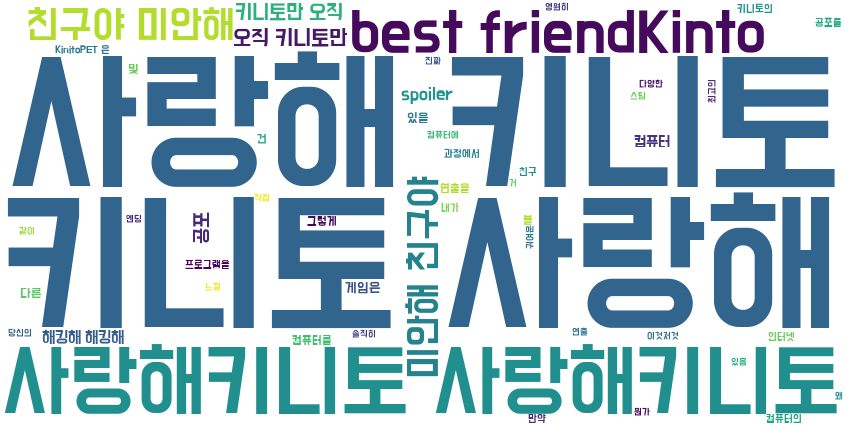 친구야 미안해
키니토만 오직
오직 키니토만
best friendKinto
영원히
키니토의
공포를
KinitoPET 은
진짜
및
사랑해 키니토
spoiler
다양한
스팀
최고의
있을
컴퓨터에
컴퓨터
건
과정에서
친구
거
연출을
내가
미안해 친구야
키니토 사랑해
직접
엔딩
공포
그렇게
같이
프로그램을
느낌
다른
게임은
를
당신의
해킹해 해킹해
컴퓨터를
솔직히
연출
이것저것
인터넷
사랑해키니토 사랑해키니토
있음
왜
뭔가
만약
컴퓨터의